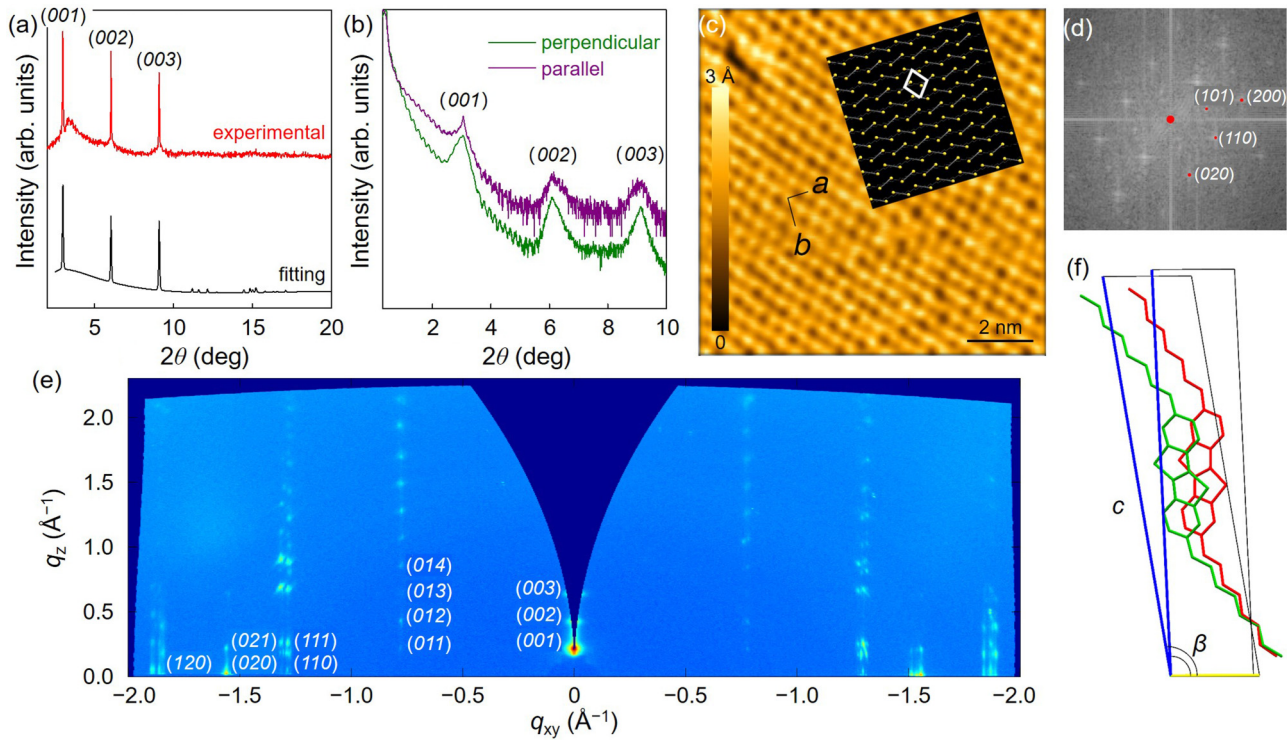 (a)
(001)
(002)
(003)
experimental
fitting
Intensity (arb. units)
5 10 15 20
2θ (deg)
(b)
perpendicular
parallel
(001)
(002)
(003)
Intensity (arb. units)
2 4 6 8 10
2θ (deg)
(c)
3 Å
0
a
b
2 nm
(d)
(101) (200)
(110)
(020)
(e)
2.0
1.5
1.0
0.5
0.0
qz (Å−1)
(014)
(013) (003)
(012) (002)
(021) (111) (011) (001)
(120) (020) (110)
−2.0 −1.5 −1.0 −0.5 0 −0.5 −1.0 −1.5 −2.0
qxy (Å−1)
(f)
c
β